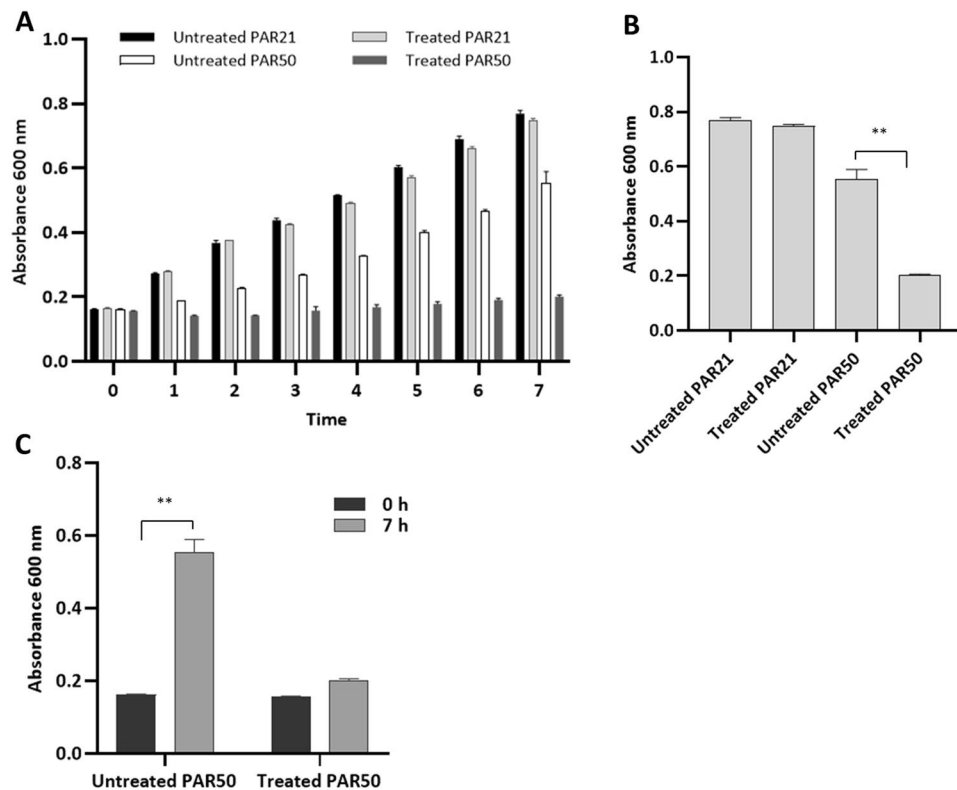 A
Untreated PAR21
Treated PAR21
Untreated PAR50
Treated PAR50
Absorbance 600 nm
1.0
0.8
0.6
0.4
0.2
0.0
0 1 2 3 4 5 6 7
Time
B
Absorbance 600 nm
1.0
0.8
0.6
0.4
0.2
0.0
**
Untreated PAR21
Treated PAR21
Untreated PAR50
Treated PAR50
C
Absorbance 600 nm
0.8
0.6
0.4
0.2
0.0
**
0 h
7 h
Untreated PAR50 Treated PAR50